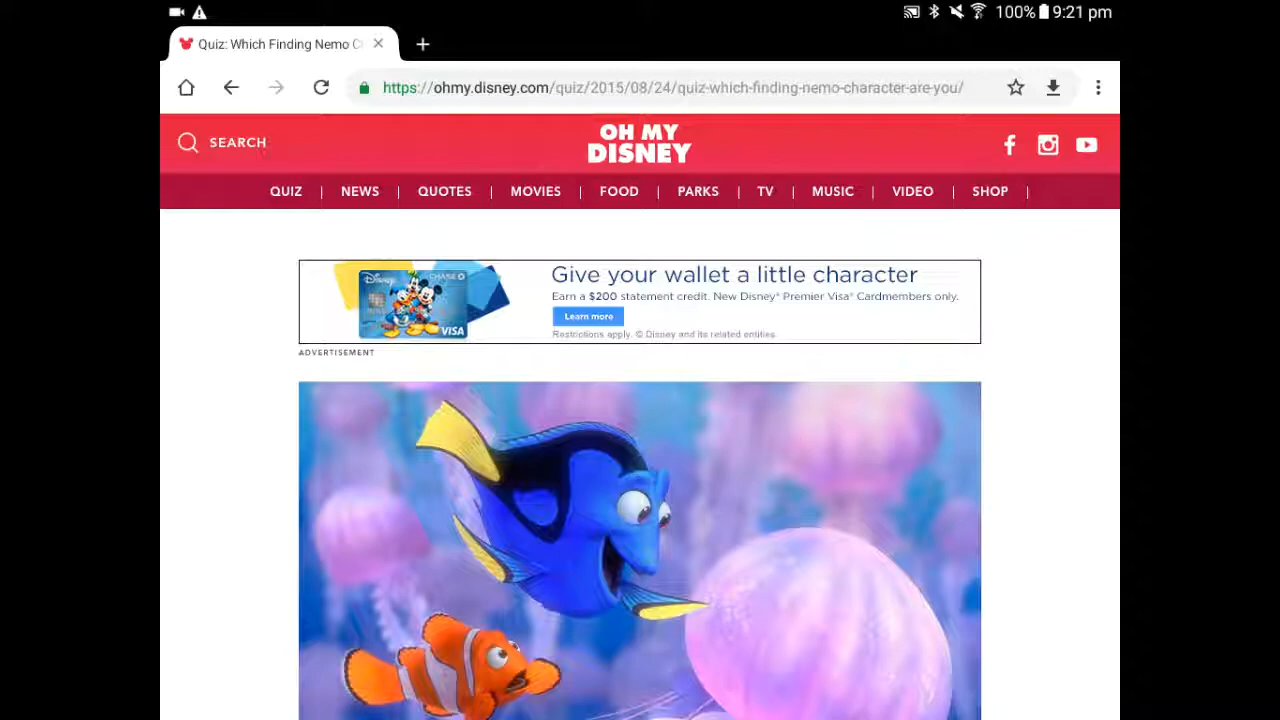 100% 9:21 pm
Quiz: Which Finding Nemo C
https://ohmy.disney.com/quiz/2015/08/24/quiz-which-finding-nemo-character-are-you/
SEARCH
OH MY
DISNEY
QUIZ | NEWS | QUOTES | MOVIES | FOOD | PARKS | TV | MUSIC | VIDEO | SHOP |
Disney CHASE
VISA
Give your wallet a little character
Earn a $200 statement credit. New Disney® Premier Visa® Cardmembers only.
Learn more
Restrictions apply. © Disney and its related entities.
ADVERTISEMENT